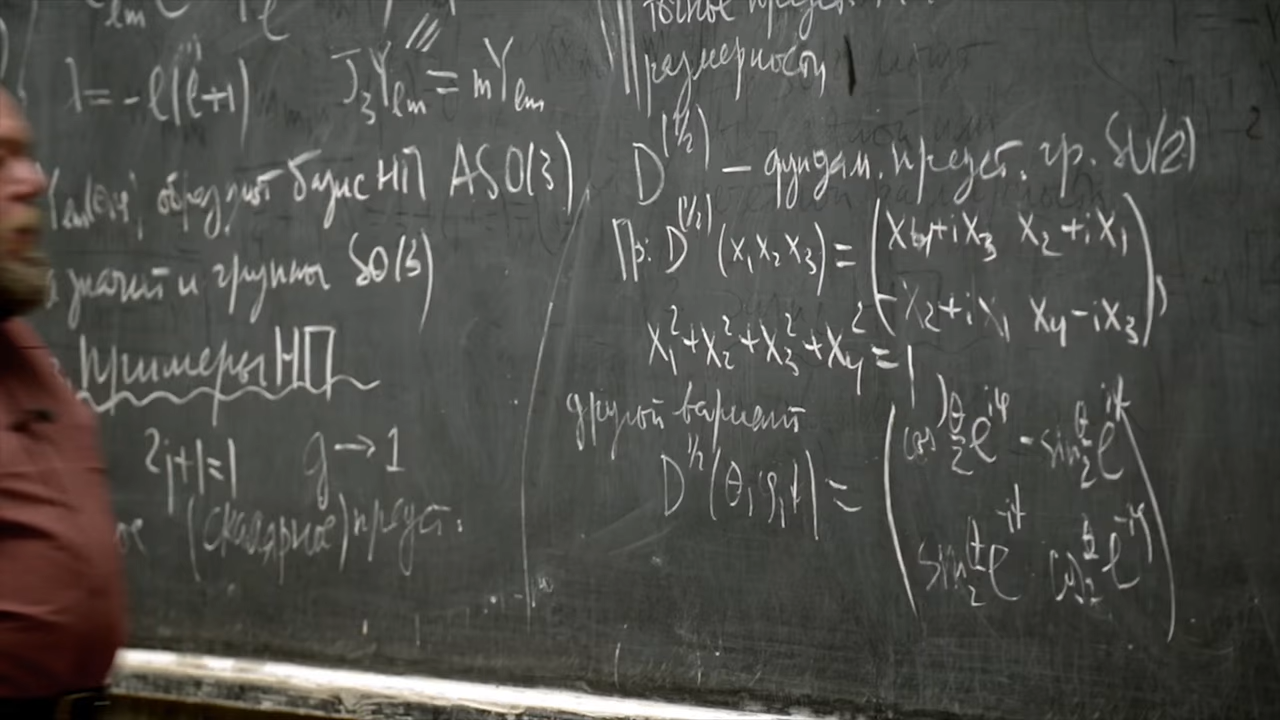 λ = -l(l+1) J₃Yₗₘ = mYₗₘ
образуют базис НП ASO(3)
значит и группы SO(3)
Примеры НП
2j+1=1 g → 1
(скалярное) предст.
размерности
D^(1/2) – фундам. предст. гр. SU(2)
Пр: D^(1/2) (x₁x₂x₃) = ( x₄+ix₃ x₂+ix₁
-x₂+ix₁ x₄-ix₃ ),
x₁²+x₂²+x₃²+x₄²=1
другой вариант
D^1/2 (θ,φ,ψ) = ( cos θ/2 e^iφ -sin θ/2 e^iψ
sin θ/2 e^-iψ cos θ/2 e^-iφ )